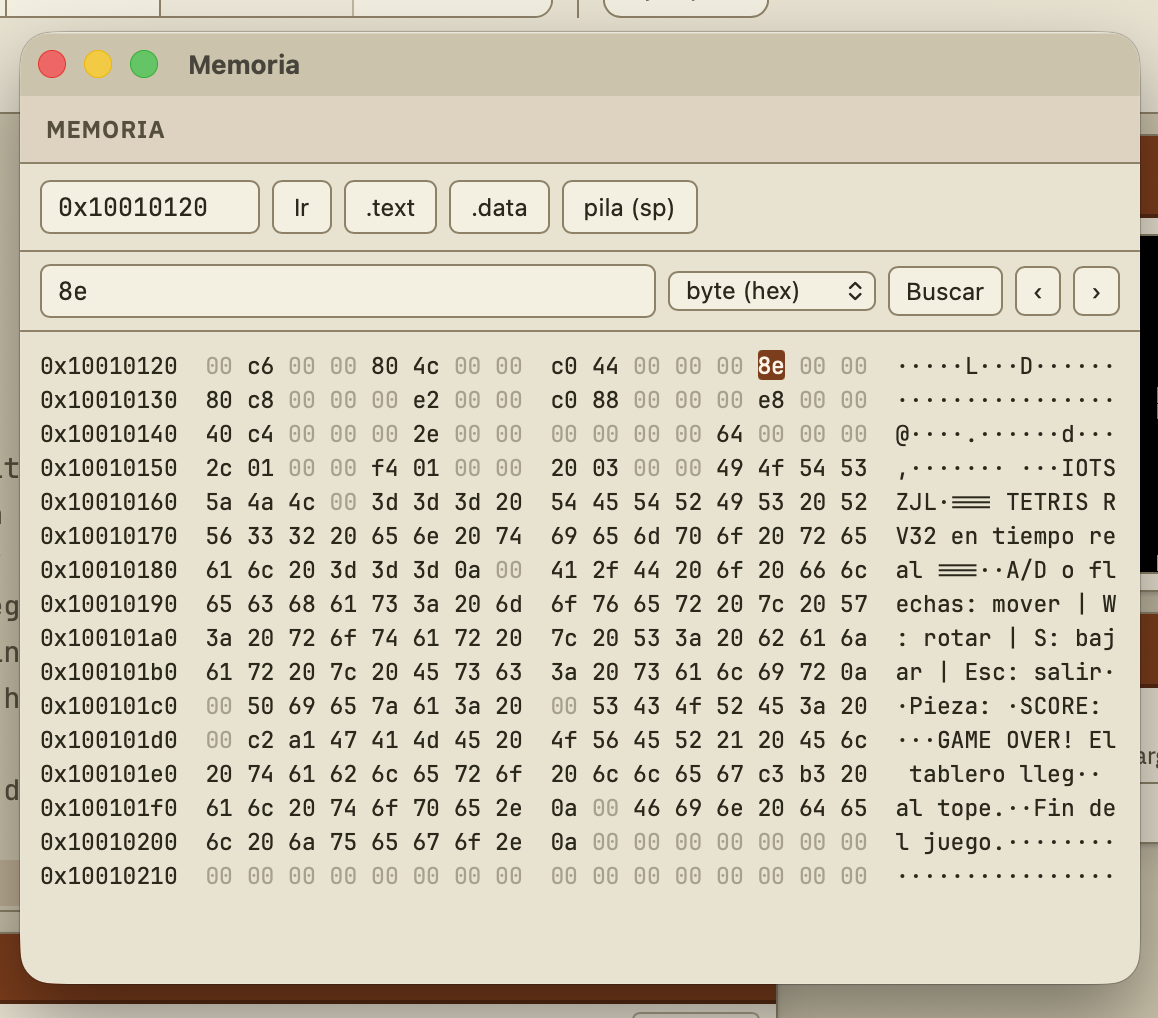 Memoria
MEMORIA
0x10010120 Ir .text .data pila (sp)
8e byte (hex) Buscar ‹ ›
0x10010120 00 c6 00 00 80 4c 00 00 c0 44 00 00 00 8e 00 00 ·····L···D······
0x10010130 80 c8 00 00 00 e2 00 00 c0 88 00 00 00 e8 00 00 ················
0x10010140 40 c4 00 00 00 2e 00 00 00 00 00 00 64 00 00 00 @····.······d···
0x10010150 2c 01 00 00 f4 01 00 00 20 03 00 00 49 4f 54 53 ,······· ···IOTS
0x10010160 5a 4a 4c 00 3d 3d 3d 20 54 45 54 52 49 53 20 52 ZJL·=== TETRIS R
0x10010170 56 33 32 20 65 6e 20 74 69 65 6d 70 6f 20 72 65 V32 en tiempo re
0x10010180 61 6c 20 3d 3d 3d 0a 00 41 2f 44 20 6f 20 66 6c al ===··A/D o fl
0x10010190 65 63 68 61 73 3a 20 6d 6f 76 65 72 20 7c 20 57 echas: mover | W
0x100101a0 3a 20 72 6f 74 61 72 20 7c 20 53 3a 20 62 61 6a : rotar | S: baj
0x100101b0 61 72 20 7c 20 45 73 63 3a 20 73 61 6c 69 72 0a ar | Esc: salir·
0x100101c0 00 50 69 65 7a 61 3a 20 00 53 43 4f 52 45 3a 20 ·Pieza: ·SCORE: 
0x100101d0 00 c2 a1 47 41 4d 45 20 4f 56 45 52 21 20 45 6c ···GAME OVER! El
0x100101e0 20 74 61 62 6c 65 72 6f 20 6c 6c 65 67 c3 b3 20 tablero lleg··
0x100101f0 61 6c 20 74 6f 70 65 2e 0a 00 46 69 6e 20 64 65 al tope.··Fin de
0x10010200 6c 20 6a 75 65 67 6f 2e 0a 00 00 00 00 00 00 00 l juego.········
0x10010210 00 00 00 00 00 00 00 00 00 00 00 00 00 00 00 00 ················